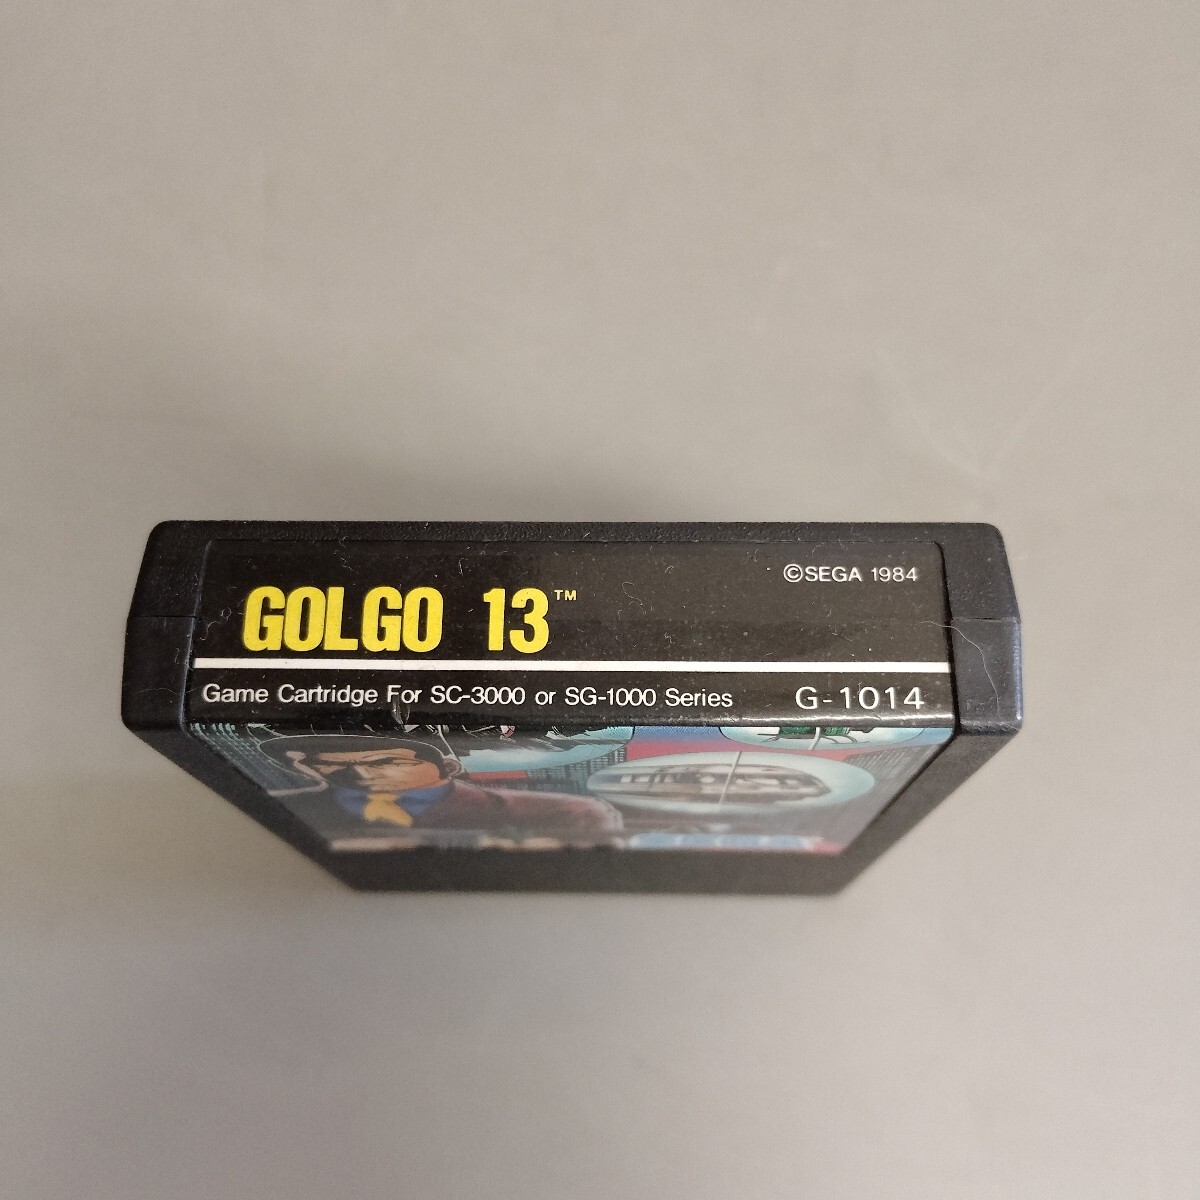 ©SEGA 1984
GOLGO 13™
Game Cartridge For SC-3000 or SG-1000 Series G-1014